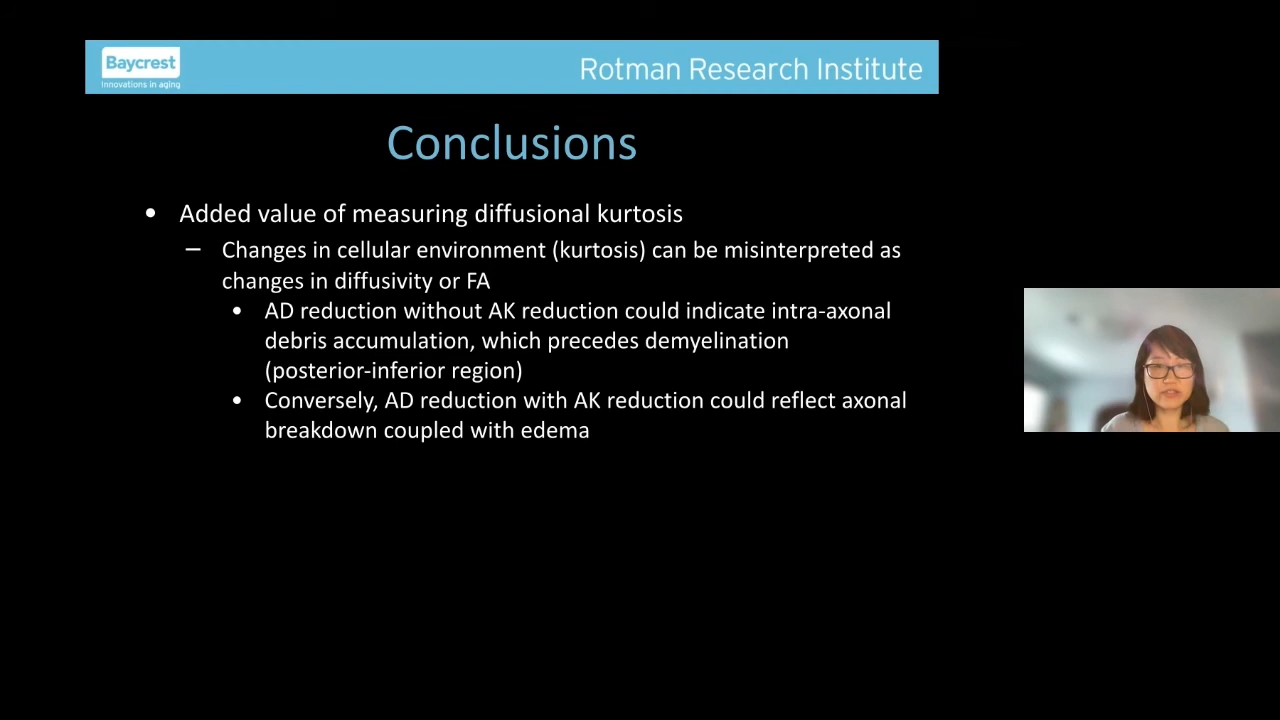 Baycrest
Innovations in aging
Rotman Research Institute
Conclusions
• Added value of measuring diffusional kurtosis
– Changes in cellular environment (kurtosis) can be misinterpreted as
changes in diffusivity or FA
• AD reduction without AK reduction could indicate intra-axonal
debris accumulation, which precedes demyelination
(posterior-inferior region)
• Conversely, AD reduction with AK reduction could reflect axonal
breakdown coupled with edema